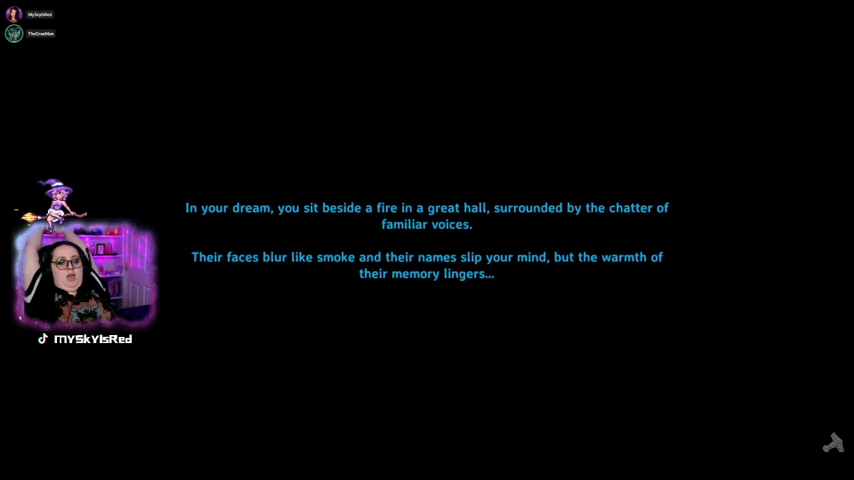 MySkyIsRed
TheCrawMan
In your dream, you sit beside a fire in a great hall, surrounded by the chatter of
familiar voices.
Their faces blur like smoke and their names slip your mind, but the warmth of
their memory lingers...
MYSkYIsRed